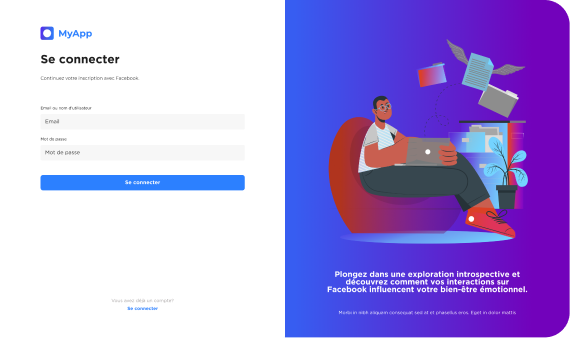 MyApp
Se connecter
Continuez votre inscription avec Facebook.
Email ou nom d'utilisateur
Email
Mot de passe
Mot de passe
Se connecter
Vous avez déjà un compte?
Se connecter
Plongez dans une exploration introspective et
découvrez comment vos interactions sur
Facebook influencent votre bien-être émotionnel.
Morbi in nibh aliquam consequat sed at et phasellus eros. Eget in dolor mattis